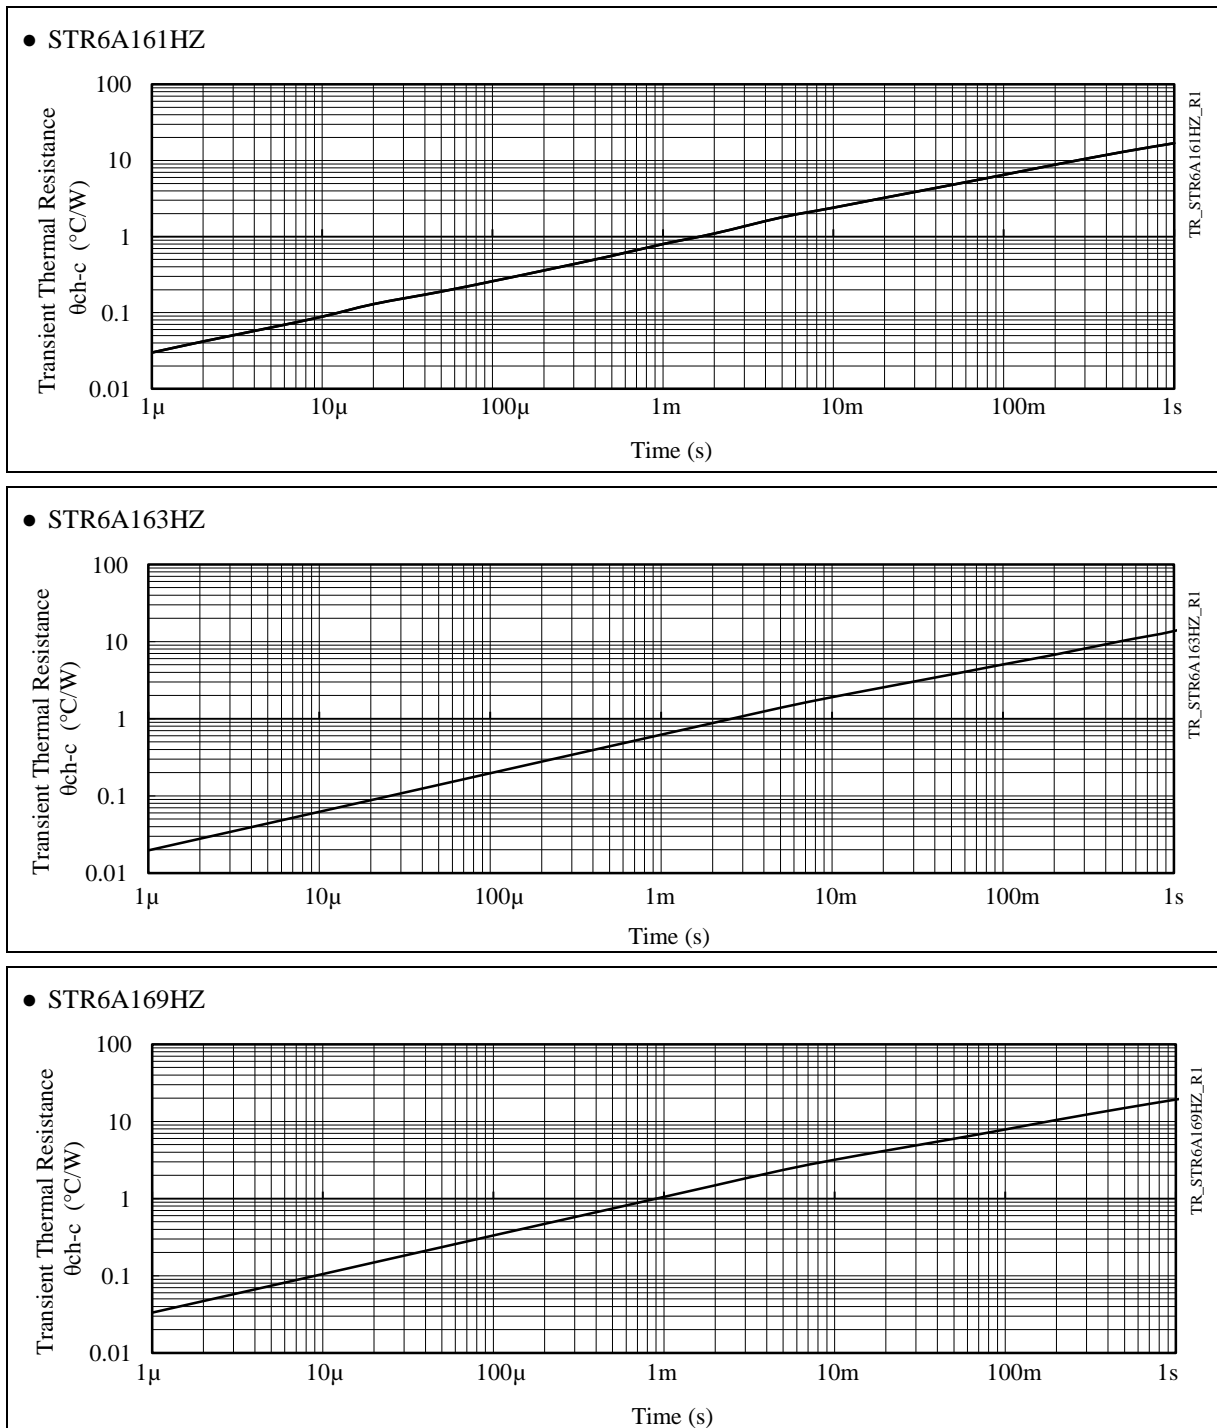 ● STR6A161HZ
Transient Thermal Resistance
θch-c (°C/W)
100
10
1
0.1
0.01
1µ 10µ 100µ 1m 10m 100m 1s
Time (s)
TR_STR6A161HZ_R1
● STR6A163HZ
Transient Thermal Resistance
θch-c (°C/W)
100
10
1
0.1
0.01
1µ 10µ 100µ 1m 10m 100m 1s
Time (s)
TR_STR6A163HZ_R1
● STR6A169HZ
Transient Thermal Resistance
θch-c (°C/W)
100
10
1
0.1
0.01
1µ 10µ 100µ 1m 10m 100m 1s
Time (s)
TR_STR6A169HZ_R1